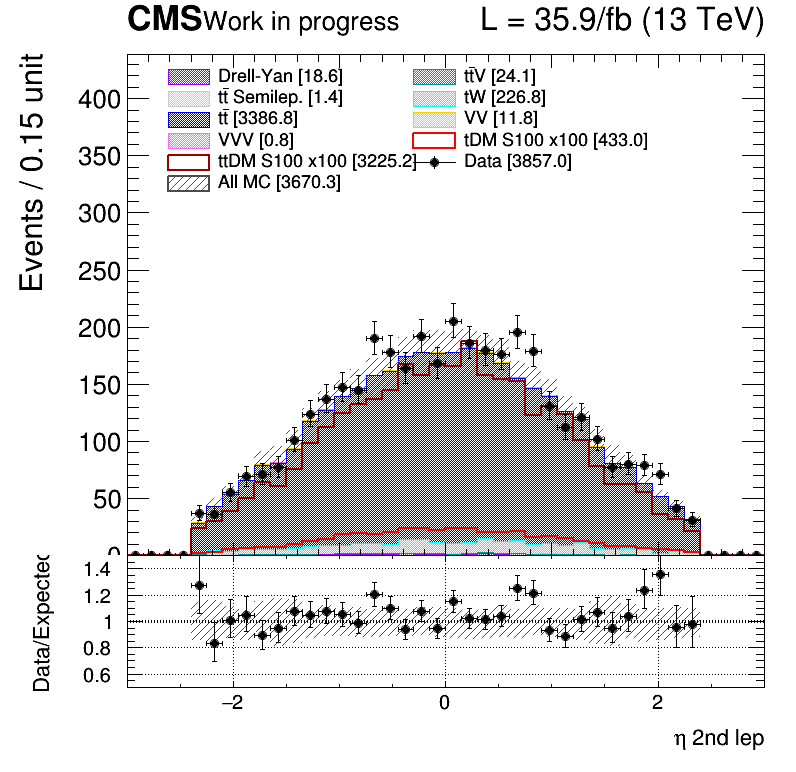 CMS Work in progress L = 35.9/fb (13 TeV)
Events / 0.15 unit
Drell-Yan [18.6] tt̄V [24.1]
tt̄ Semilep. [1.4] tW [226.8]
tt̄ [3386.8] VV [11.8]
VVV [0.8] tDM S100 x100 [433.0]
ttDM S100 x100 [3225.2] Data [3857.0]
All MC [3670.3]
400
350
300
250
200
150
100
50
0
Data/Expected
1.4
1.2
1
0.8
0.6
−2 0 2
η 2nd lep